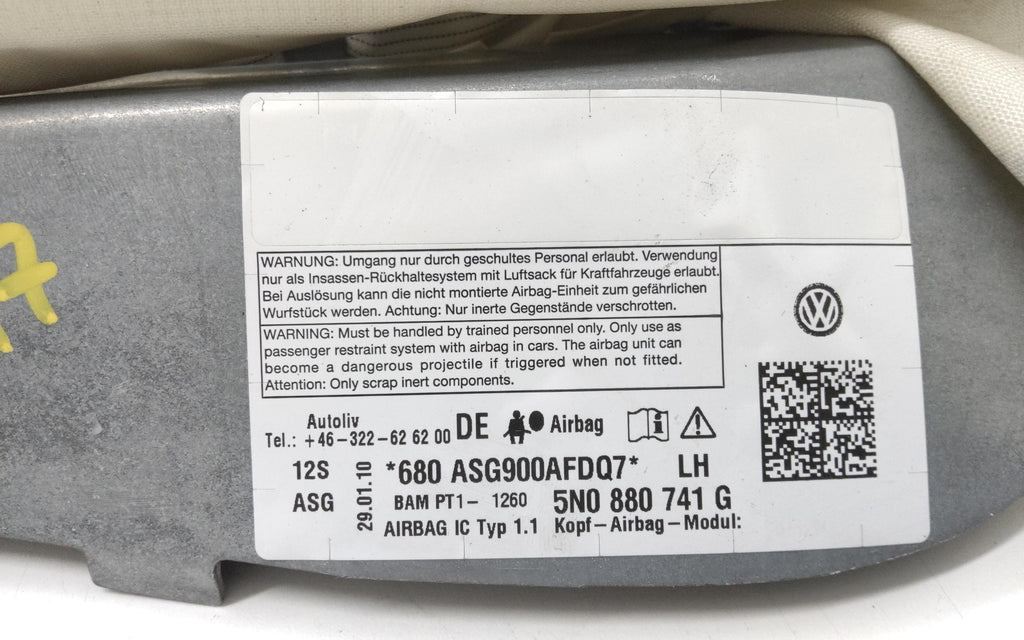 WARNUNG: Umgang nur durch geschultes Personal erlaubt. Verwendung
nur als Insassen-Rückhaltesystem mit Luftsack für Kraftfahrzeuge erlaubt.
Bei Auslösung kann die nicht montierte Airbag-Einheit zum gefährlichen
Wurfstück werden. Achtung: Nur inerte Gegenstände verschrotten.
WARNING: Must be handled by trained personnel only. Only use as
passenger restraint system with airbag in cars. The airbag unit can
become a dangerous projectile if triggered when not fitted.
Attention: Only scrap inert components.
Autoliv
Tel.: +46-322-62 62 00 DE Airbag
12S *680 ASG900AFDQ7* LH
ASG 29.01.10 BAM PT1- 1260 5N0 880 741 G
AIRBAG IC Typ 1.1 Kopf-Airbag-Modul: